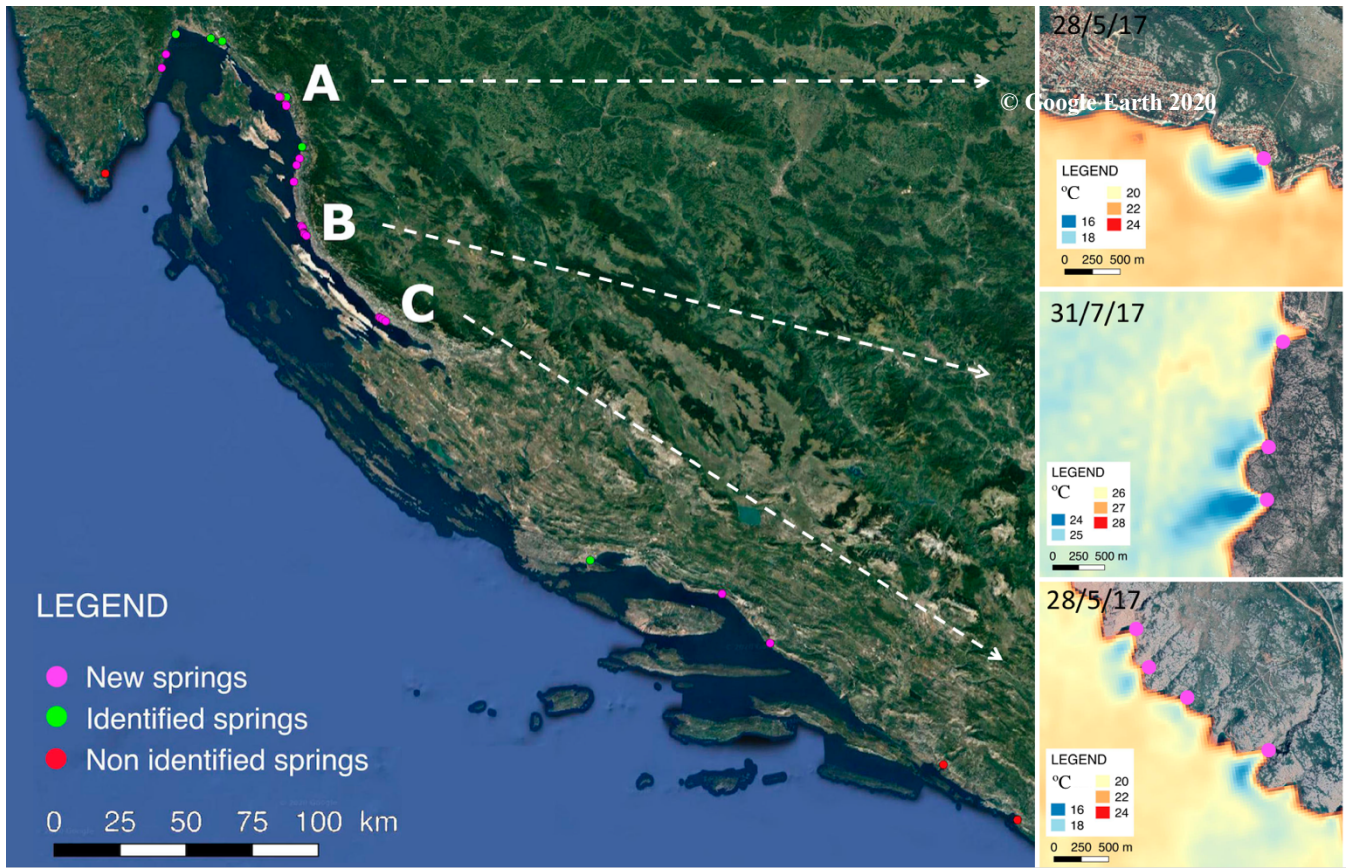 A
B
C
© Google Earth 2020
LEGEND
New springs
Identified springs
Non identified springs
0 25 50 75 100 km
28/5/17
LEGEND
ºC
20
22
16
24
18
0 250 500 m
31/7/17
LEGEND
ºC
26
27
24
28
25
0 250 500 m
28/5/17
LEGEND
ºC
20
22
16
24
18
0 250 500 m